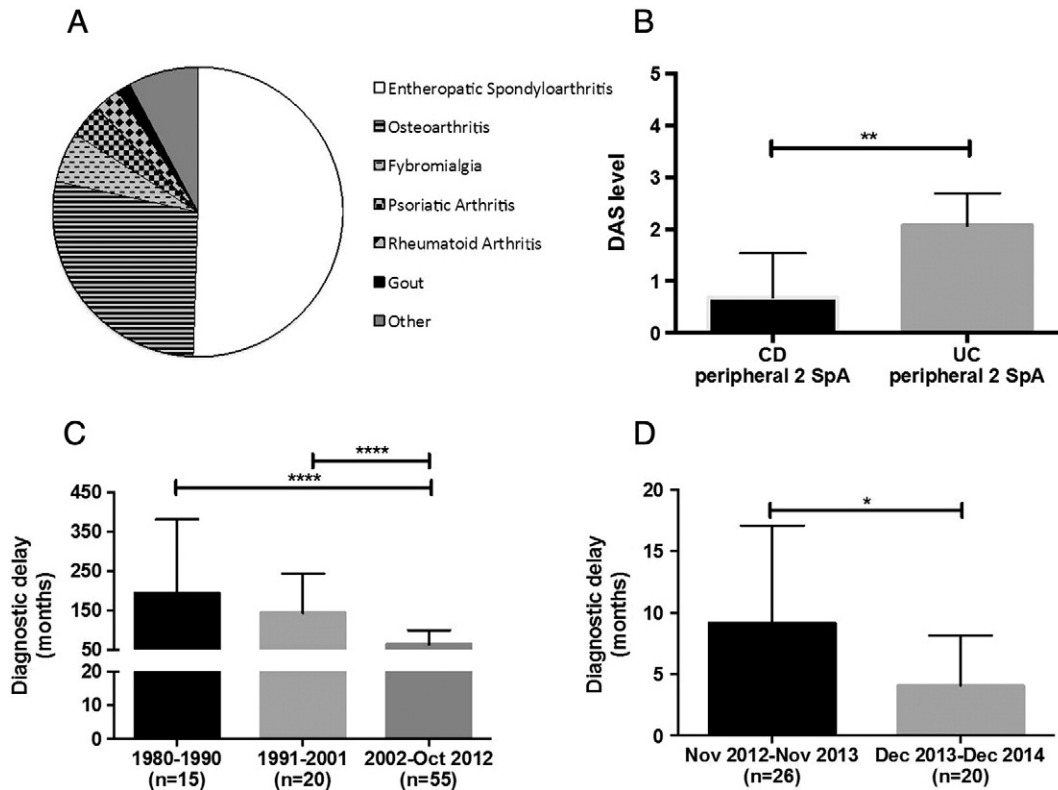 A
Entheropatic Spondyloarthritis
Osteoarthritis
Fybromialgia
Psoriatic Arthritis
Rheumatoid Arthritis
Gout
Other
B
DAS level
5
4
3
2
1
0
**
CD
peripheral 2 SpA
UC
peripheral 2 SpA
C
Diagnostic delay
(months)
450
350
250
150
50
20
10
0
****
****
1980-1990
(n=15)
1991-2001
(n=20)
2002-Oct 2012
(n=55)
D
Diagnostic delay
(months)
20
15
10
5
0
*
Nov 2012-Nov 2013
(n=26)
Dec 2013-Dec 2014
(n=20)